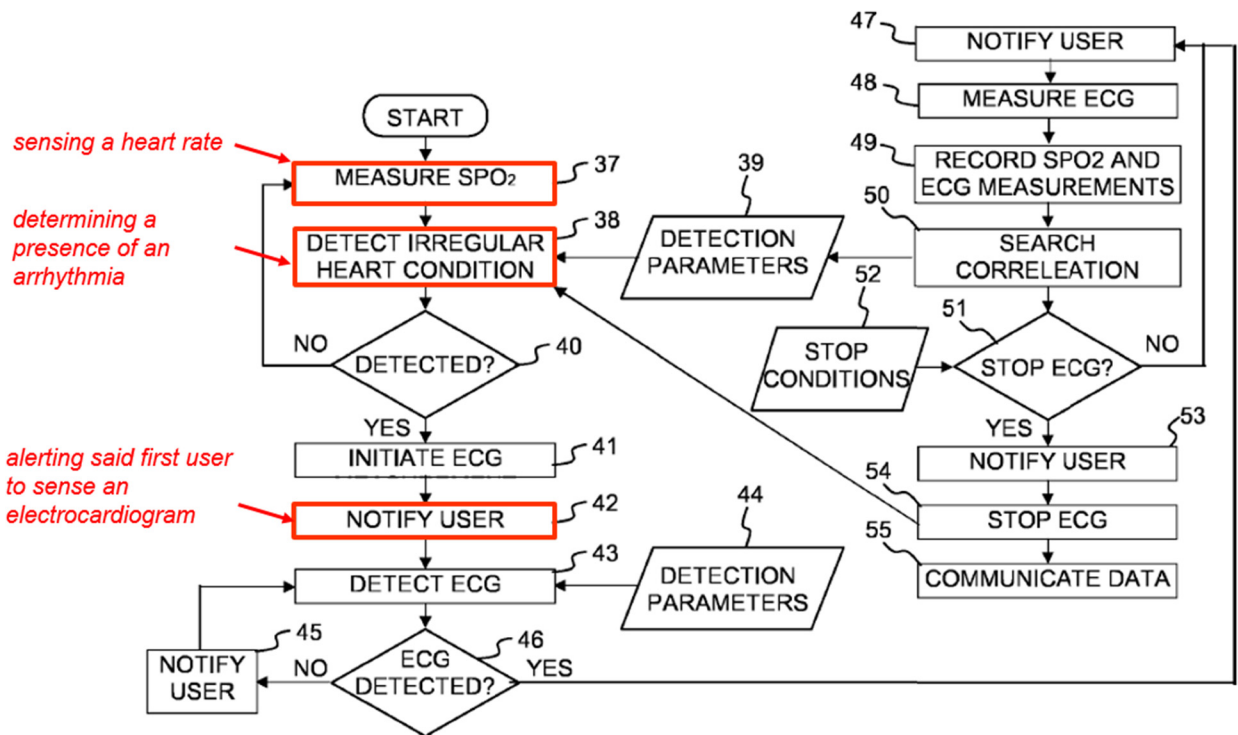 START
sensing a heart rate
MEASURE SPO2
37
determining a
presence of an
arrhythmia
DETECT IRREGULAR
HEART CONDITION
38
39
DETECTION
PARAMETERS
NO
DETECTED?
40
YES
INITIATE ECG
41
alerting said first user
to sense an
electrocardiogram
NOTIFY USER
42
DETECT ECG
43
44
DETECTION
PARAMETERS
45
NOTIFY
USER
NO
ECG
DETECTED?
46
YES
47
NOTIFY USER
48
MEASURE ECG
49
RECORD SPO2 AND
ECG MEASUREMENTS
50
SEARCH
CORRELEATION
52
STOP
CONDITIONS
51
STOP ECG?
NO
YES
53
NOTIFY USER
54
STOP ECG
55
COMMUNICATE DATA